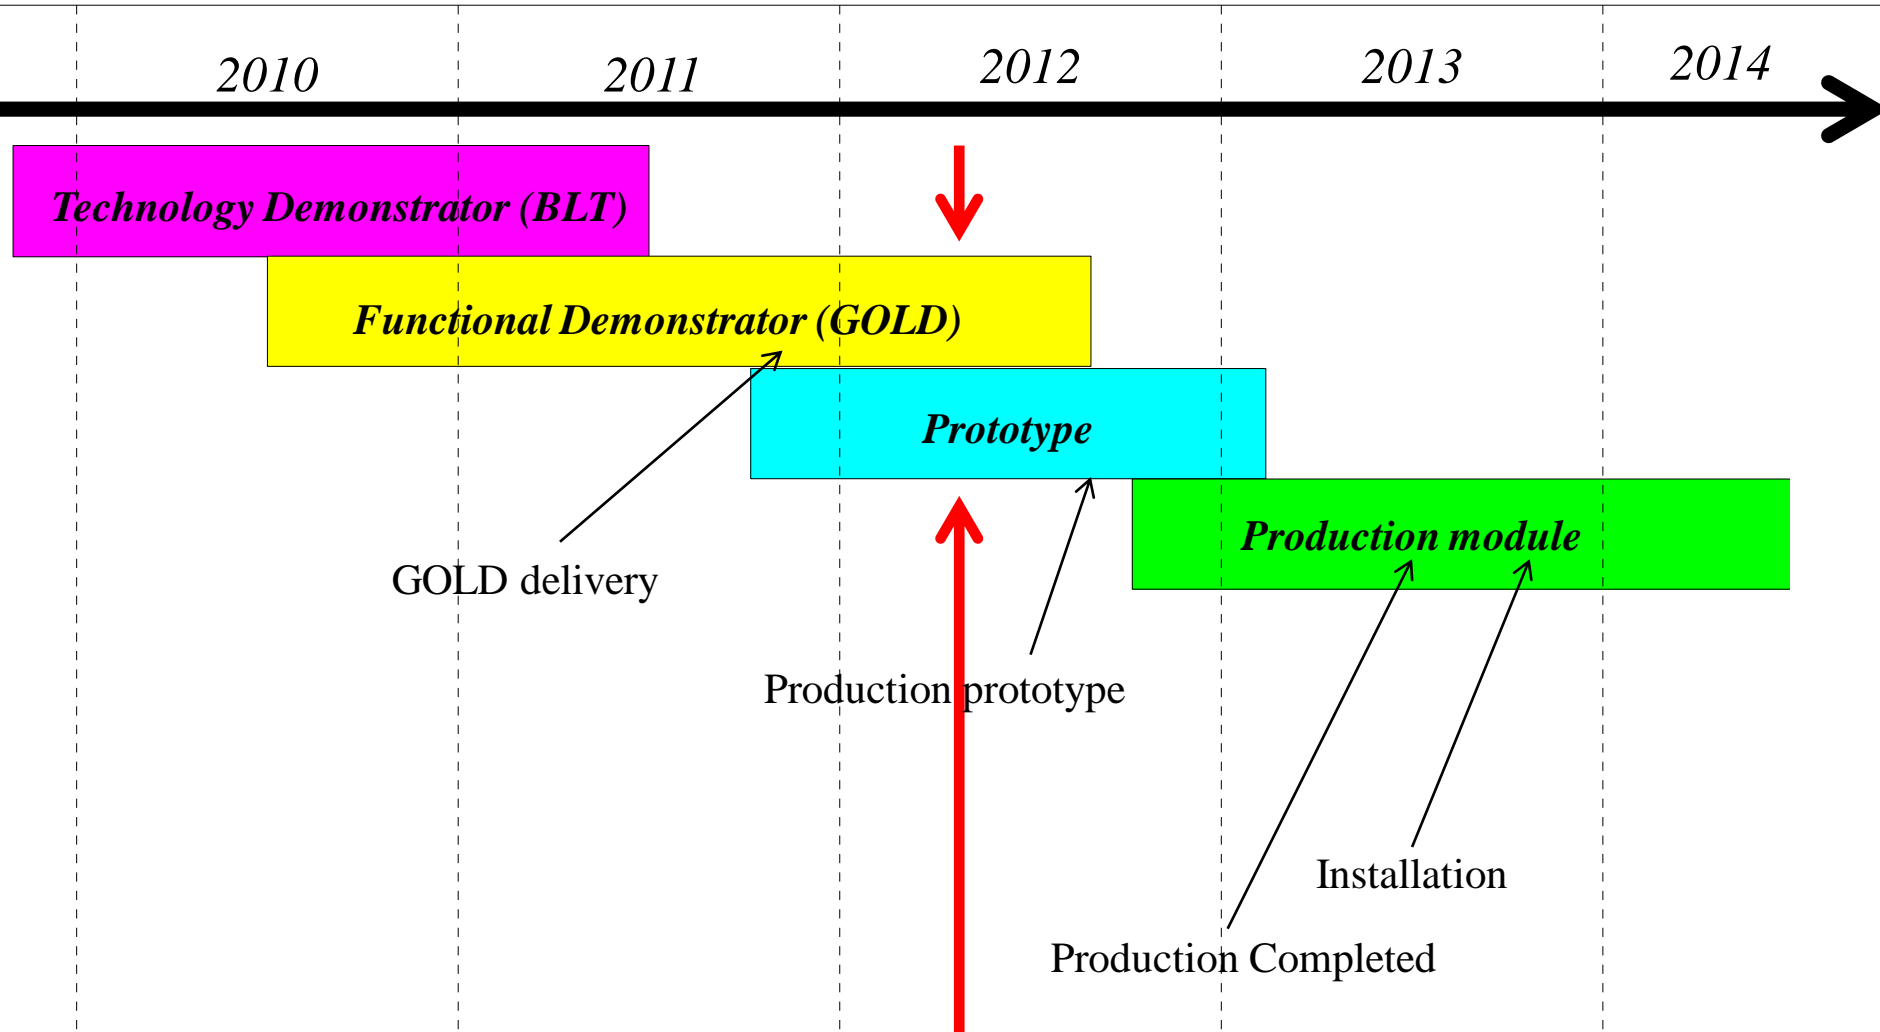 2010
2011
2012
2013
2014
Technology Demonstrator (BLT)
Functional Demonstrator (GOLD)
Prototype
Production module
GOLD delivery
Production prototype
Installation
Production Completed